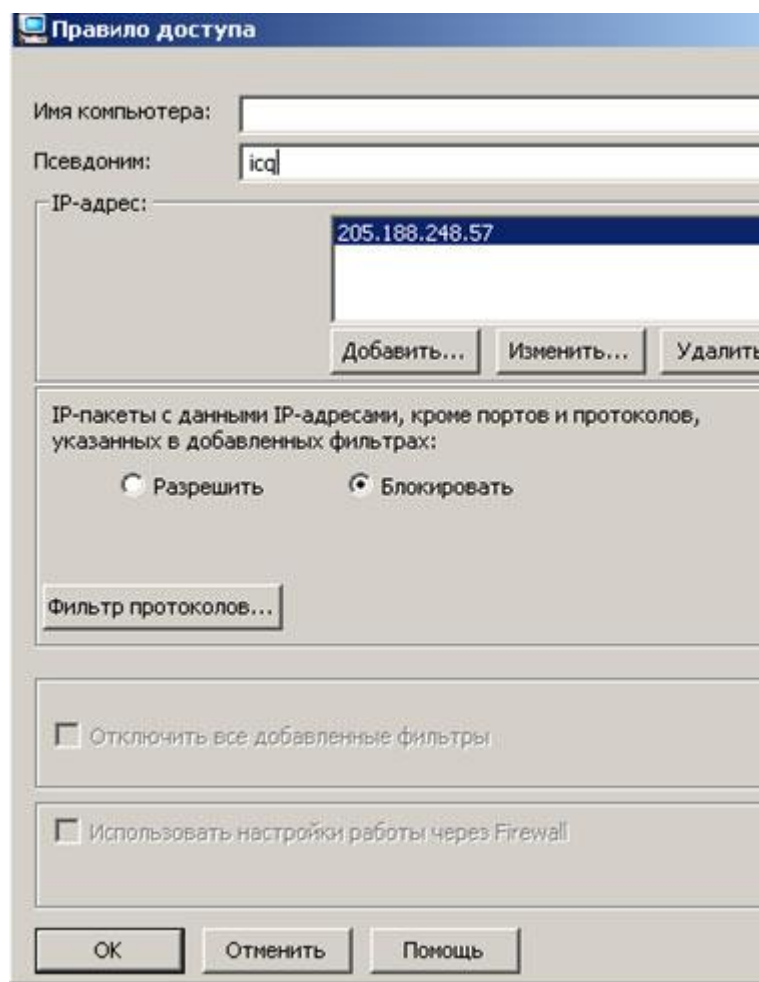 Правило доступа
Имя компьютера:
Псевдоним: icq
IP-адрес:
205.188.248.57
Добавить... Изменить... Удалить
IP-пакеты с данными IP-адресами, кроме портов и протоколов,
указанных в добавленных фильтрах:
Разрешить Блокировать
Фильтр протоколов...
Отключить все добавленные фильтры
Использовать настройки работы через Firewall
OK Отменить Помощь